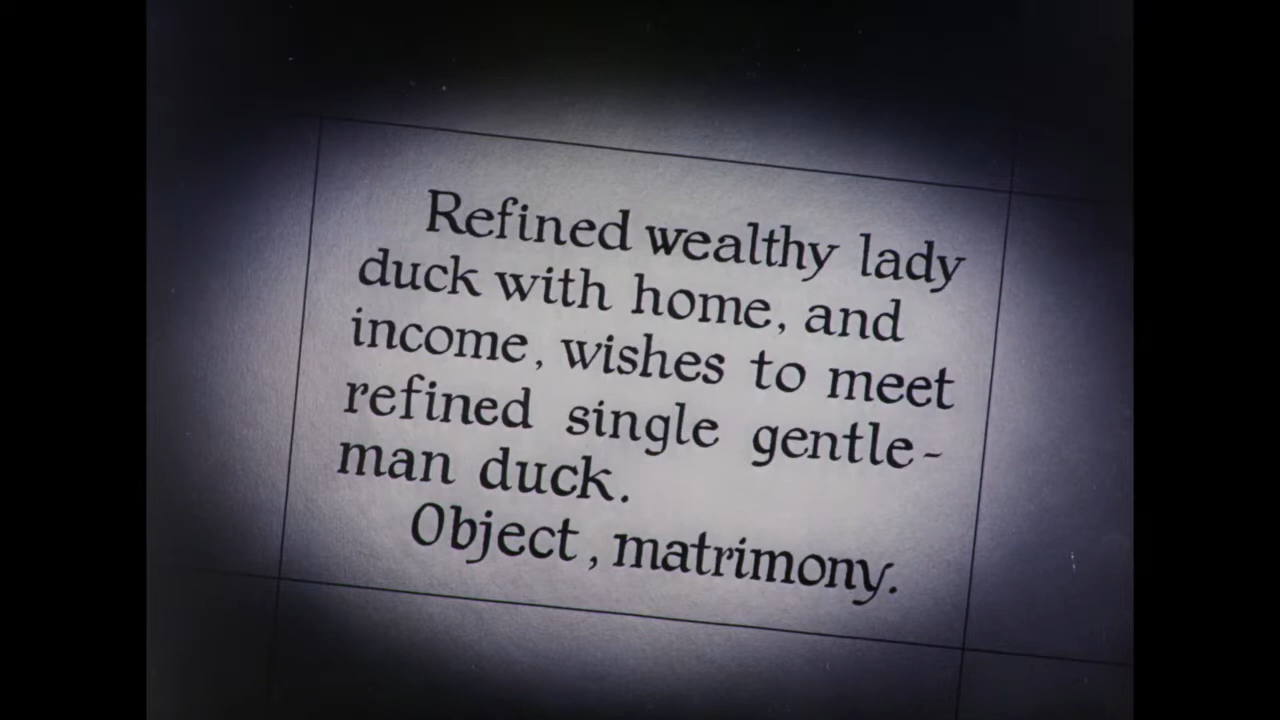 Refined wealthy lady
duck with home, and
income, wishes to meet
refined single gentle-
man duck.
Object, matrimony.